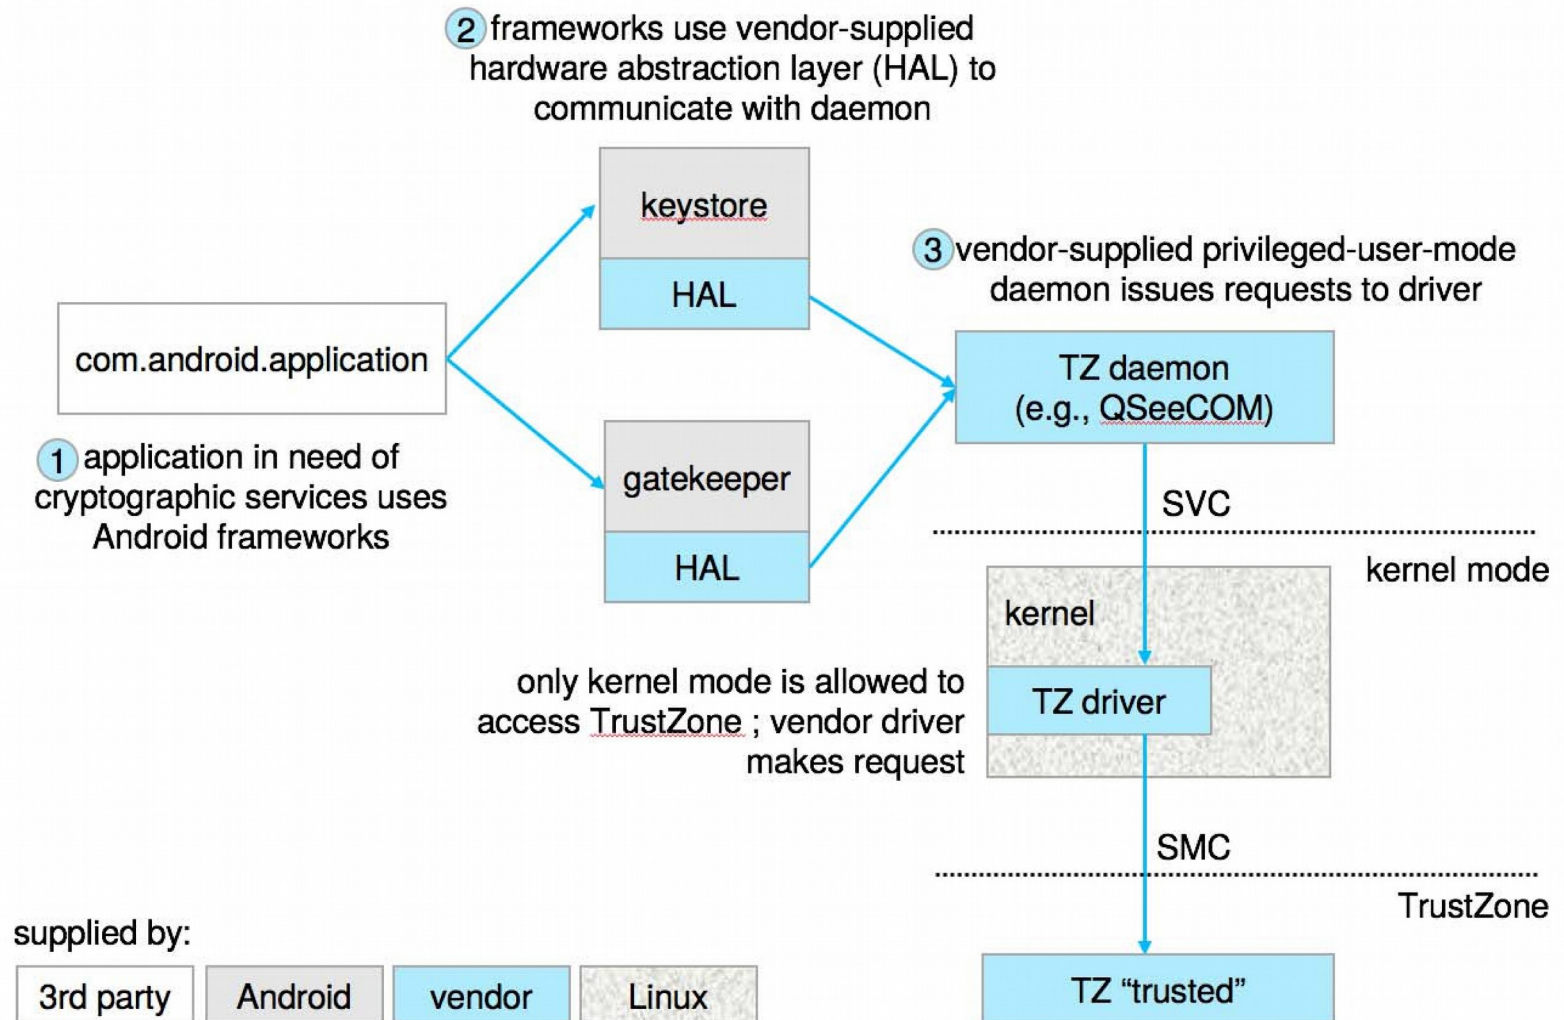 2 frameworks use vendor-supplied
hardware abstraction layer (HAL) to
communicate with daemon
keystore
HAL
3 vendor-supplied privileged-user-mode
daemon issues requests to driver
com.android.application
TZ daemon
(e.g., QSeeCOM)
1 application in need of
cryptographic services uses
Android frameworks
gatekeeper
HAL
SVC
kernel mode
kernel
only kernel mode is allowed to
access TrustZone ; vendor driver
makes request
TZ driver
SMC
TrustZone
supplied by:
3rd party
Android
vendor
Linux
TZ “trusted”